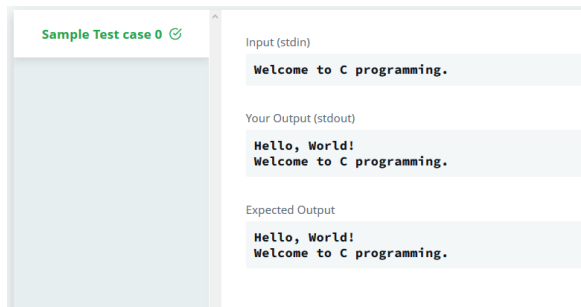 Sample Test case 0
Input (stdin)
Welcome to C programming.
Your Output (stdout)
Hello, World!
Welcome to C programming.
Expected Output
Hello, World!
Welcome to C programming.